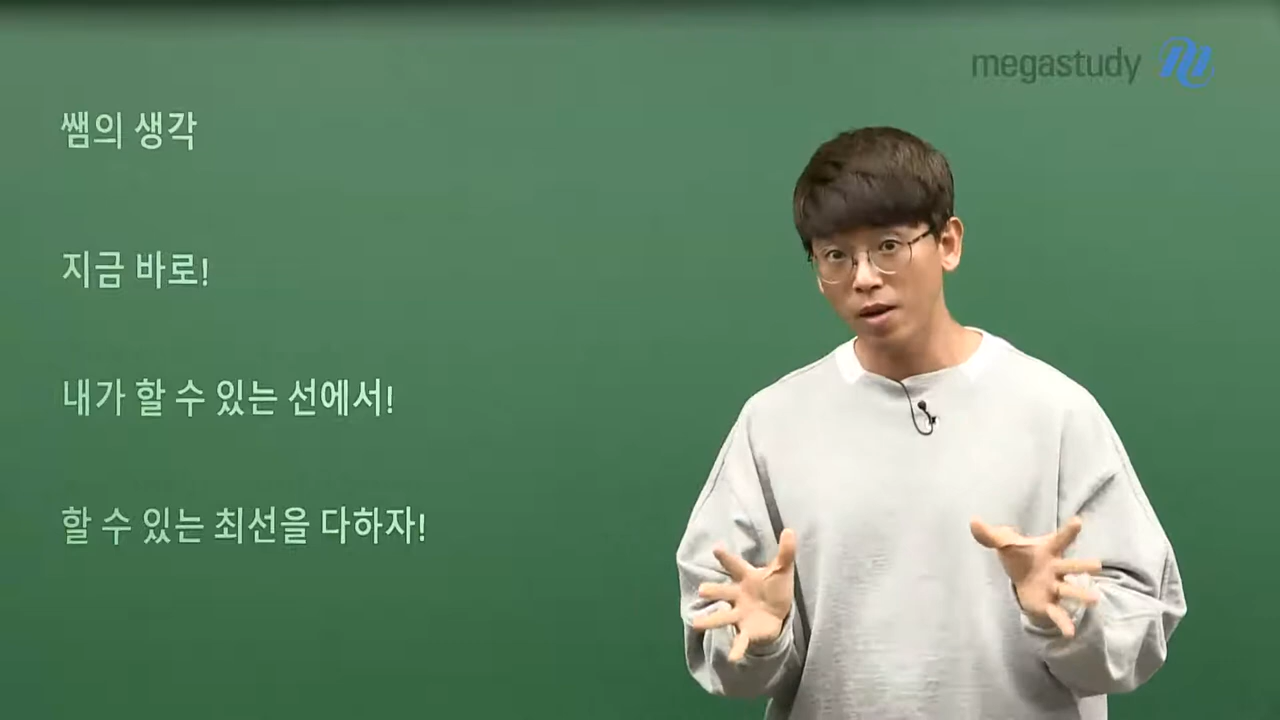 megastudy
쌤의 생각
지금 바로!
내가 할 수 있는 선에서!
할 수 있는 최선을 다하자!